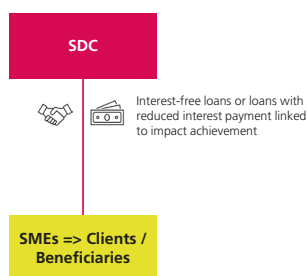 SDC
Interest-free loans or loans with
reduced interest payment linked
to impact achievement
SMEs => Clients /
Beneficiaries